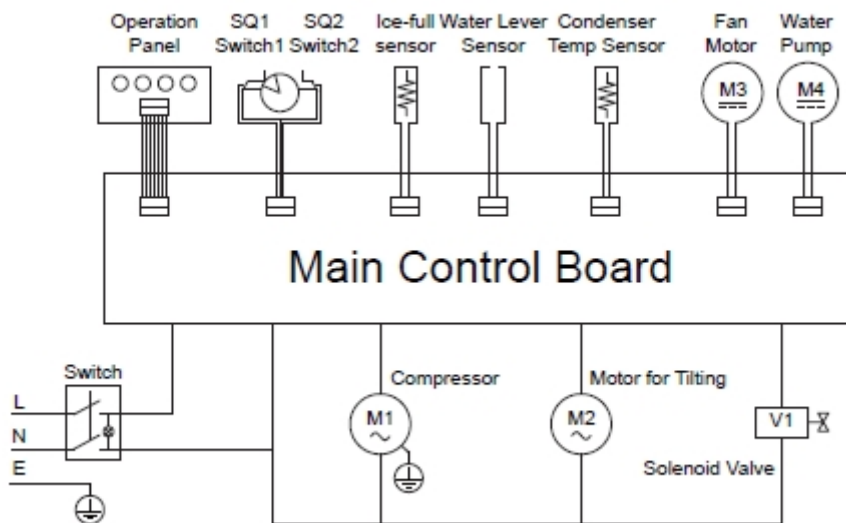 Operation Panel
SQ1 Switch1
SQ2 Switch2
Ice-full sensor
Water Lever Sensor
Condenser Temp Sensor
Fan Motor
Water Pump
M3
M4
Main Control Board
Switch
L
N
E
Compressor
M1
Motor for Tilting
M2
V1
Solenoid Valve